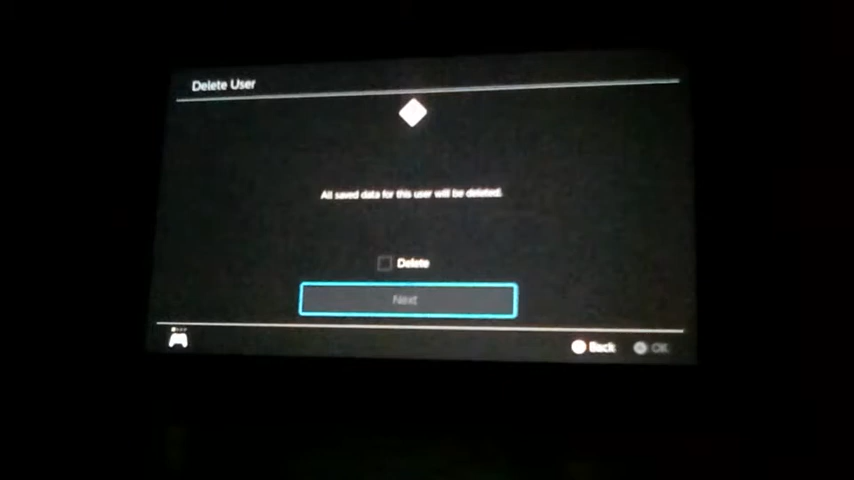 Delete User
All saved data for this user will be deleted.
Delete
Next
Back
OK